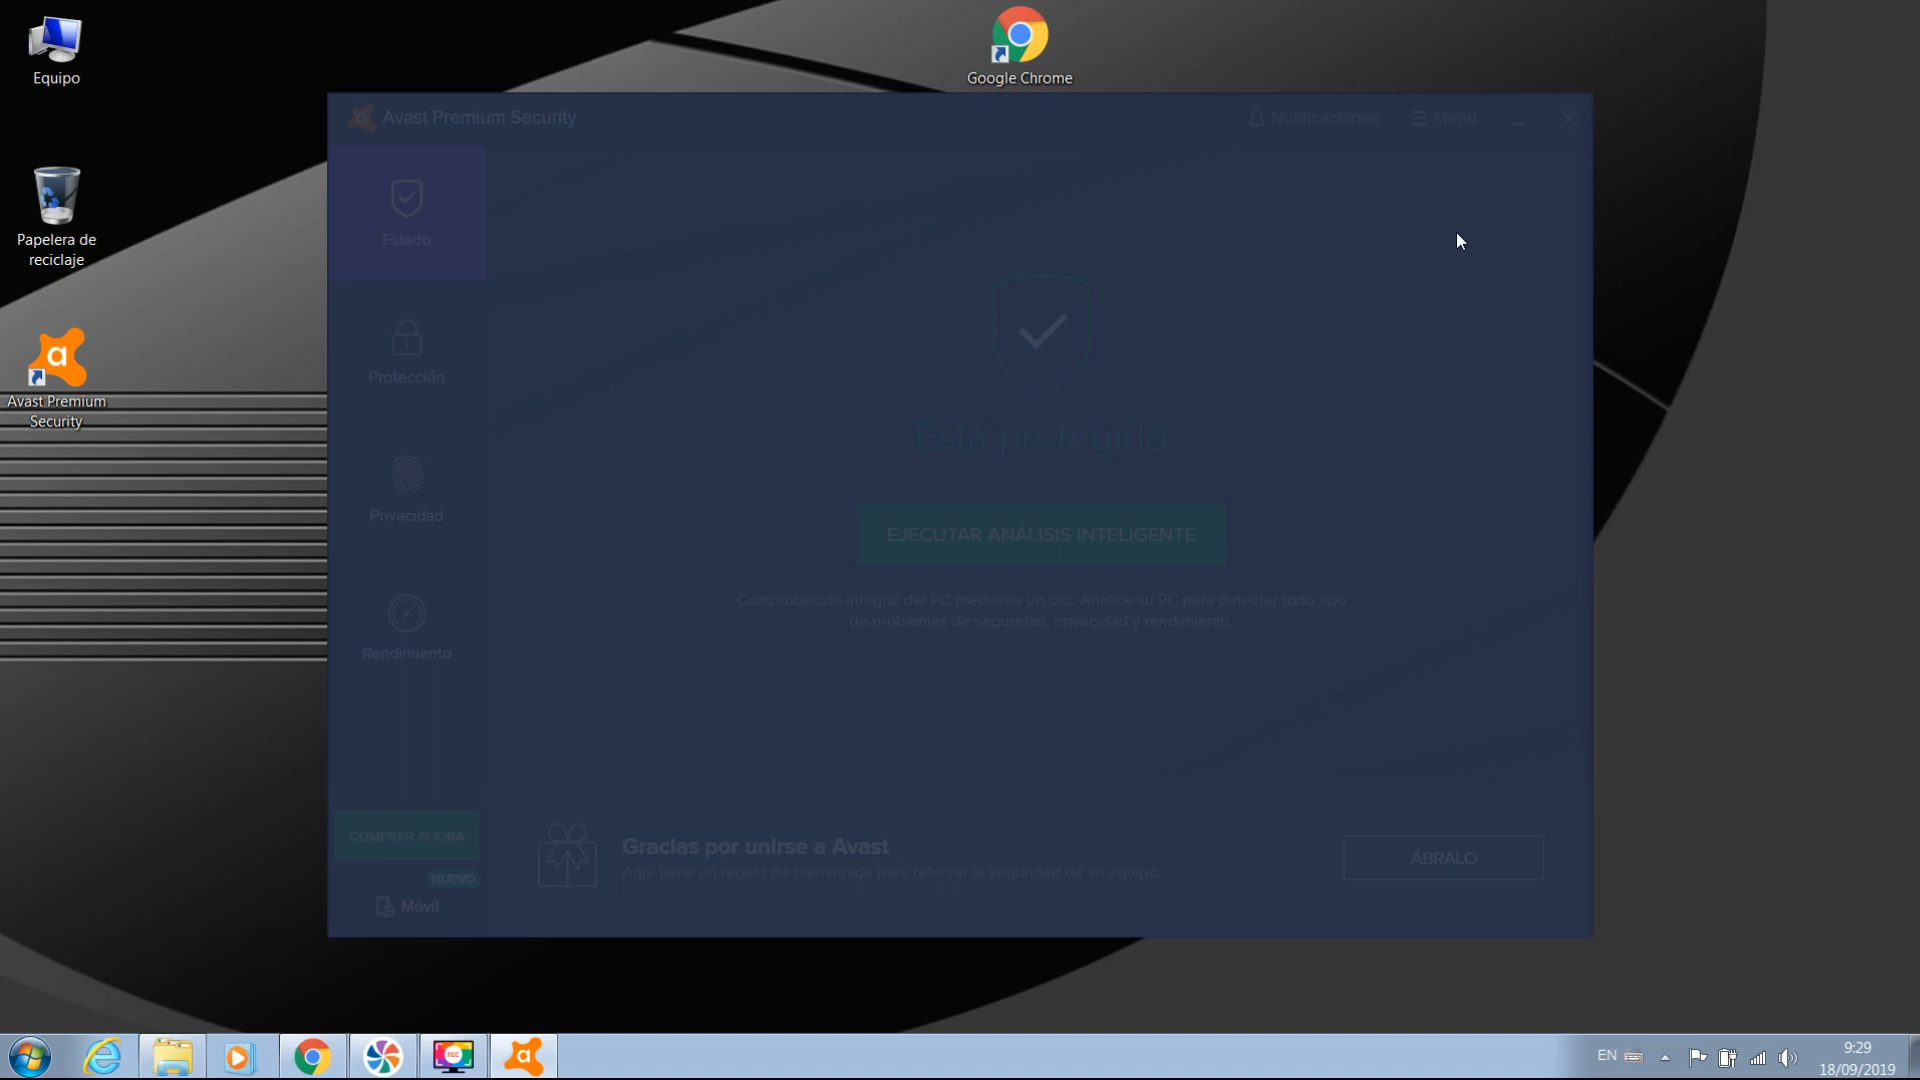 Equipo
Google Chrome
Papelera de
reciclaje
Avast Premium
Security
Avast Premium Security
Notificaciones
Menú
Estado
Protección
Privacidad
Rendimiento
Está protegido
EJECUTAR ANÁLISIS INTELIGENTE
Comprobación integral del PC mediante un clic. Analice su PC para detectar todo tipo
de problemas de seguridad, privacidad y rendimiento.
COMPRAR AHORA
NUEVO
Móvil
Gracias por unirse a Avast
Aquí tiene un regalo de bienvenida para reforzar la seguridad de su equipo.
ÁBRALO
REC
EN
9:29
18/09/2019